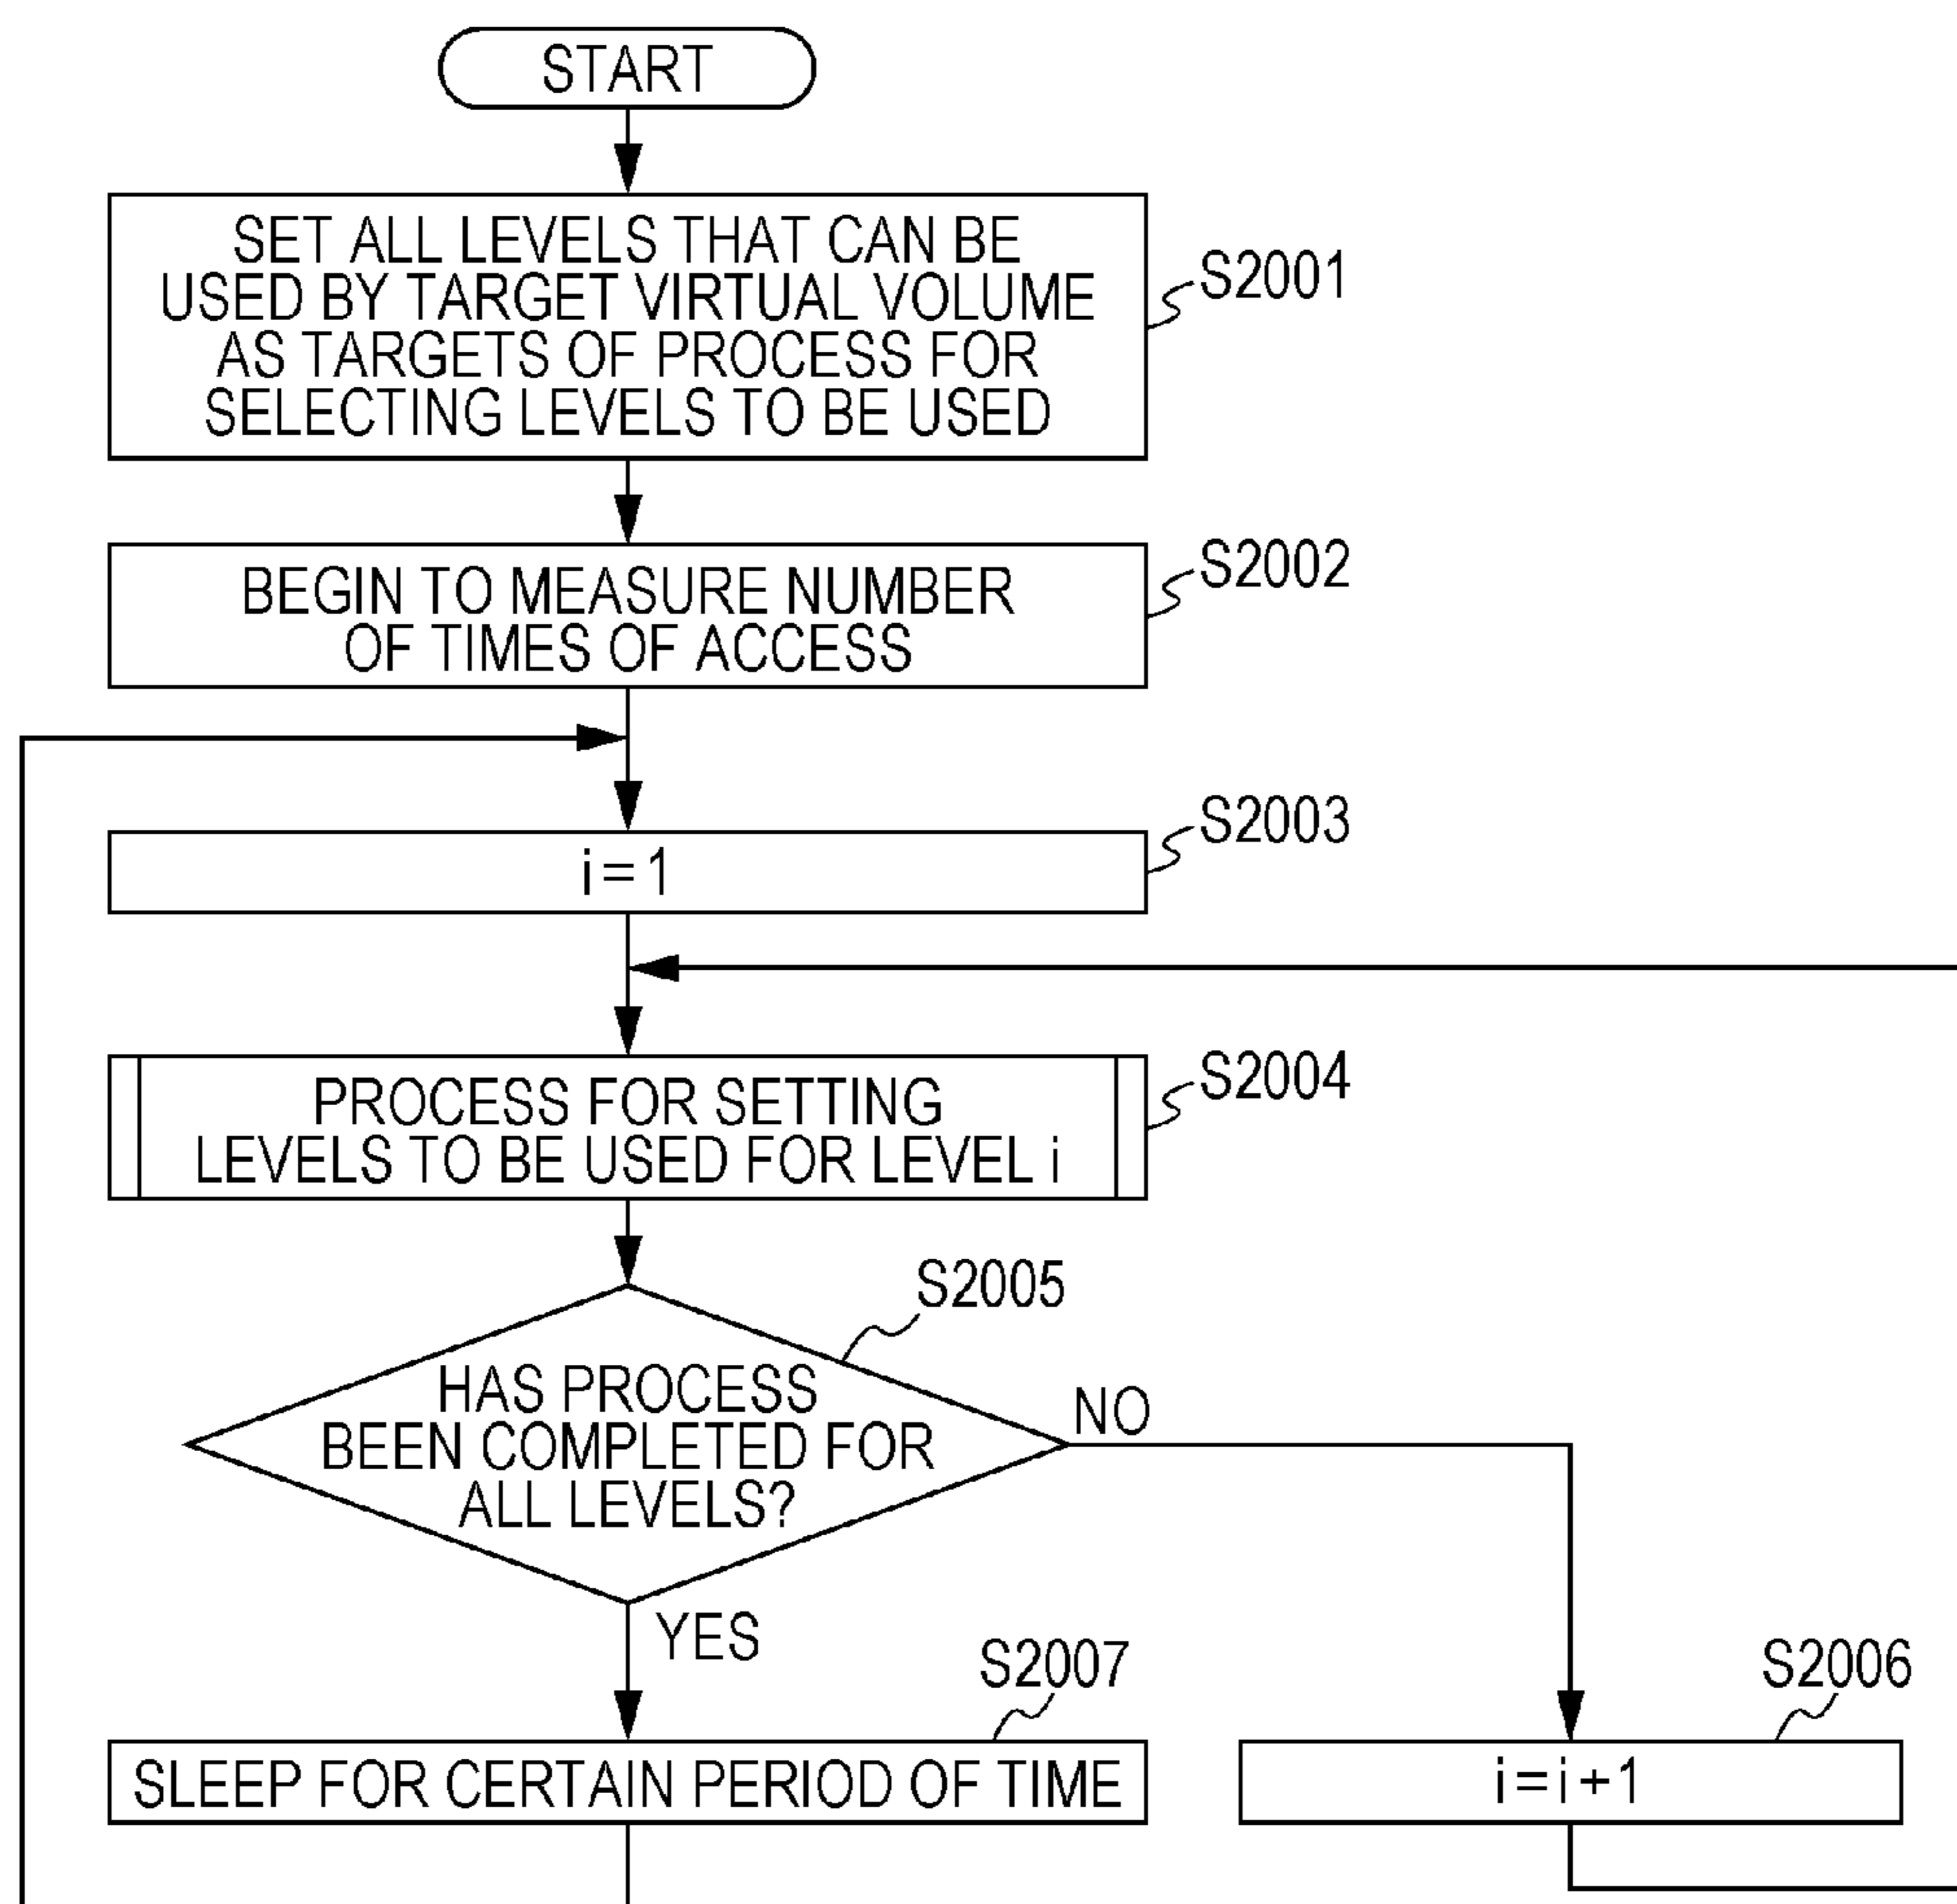 START
SET ALL LEVELS THAT CAN BE
USED BY TARGET VIRTUAL VOLUME
AS TARGETS OF PROCESS FOR
SELECTING LEVELS TO BE USED
S2001
BEGIN TO MEASURE NUMBER
OF TIMES OF ACCESS
S2002
i=1
S2003
PROCESS FOR SETTING
LEVELS TO BE USED FOR LEVEL i
S2004
HAS PROCESS
BEEN COMPLETED FOR
ALL LEVELS?
S2005
NO
YES
S2007
SLEEP FOR CERTAIN PERIOD OF TIME
S2006
i=i+1